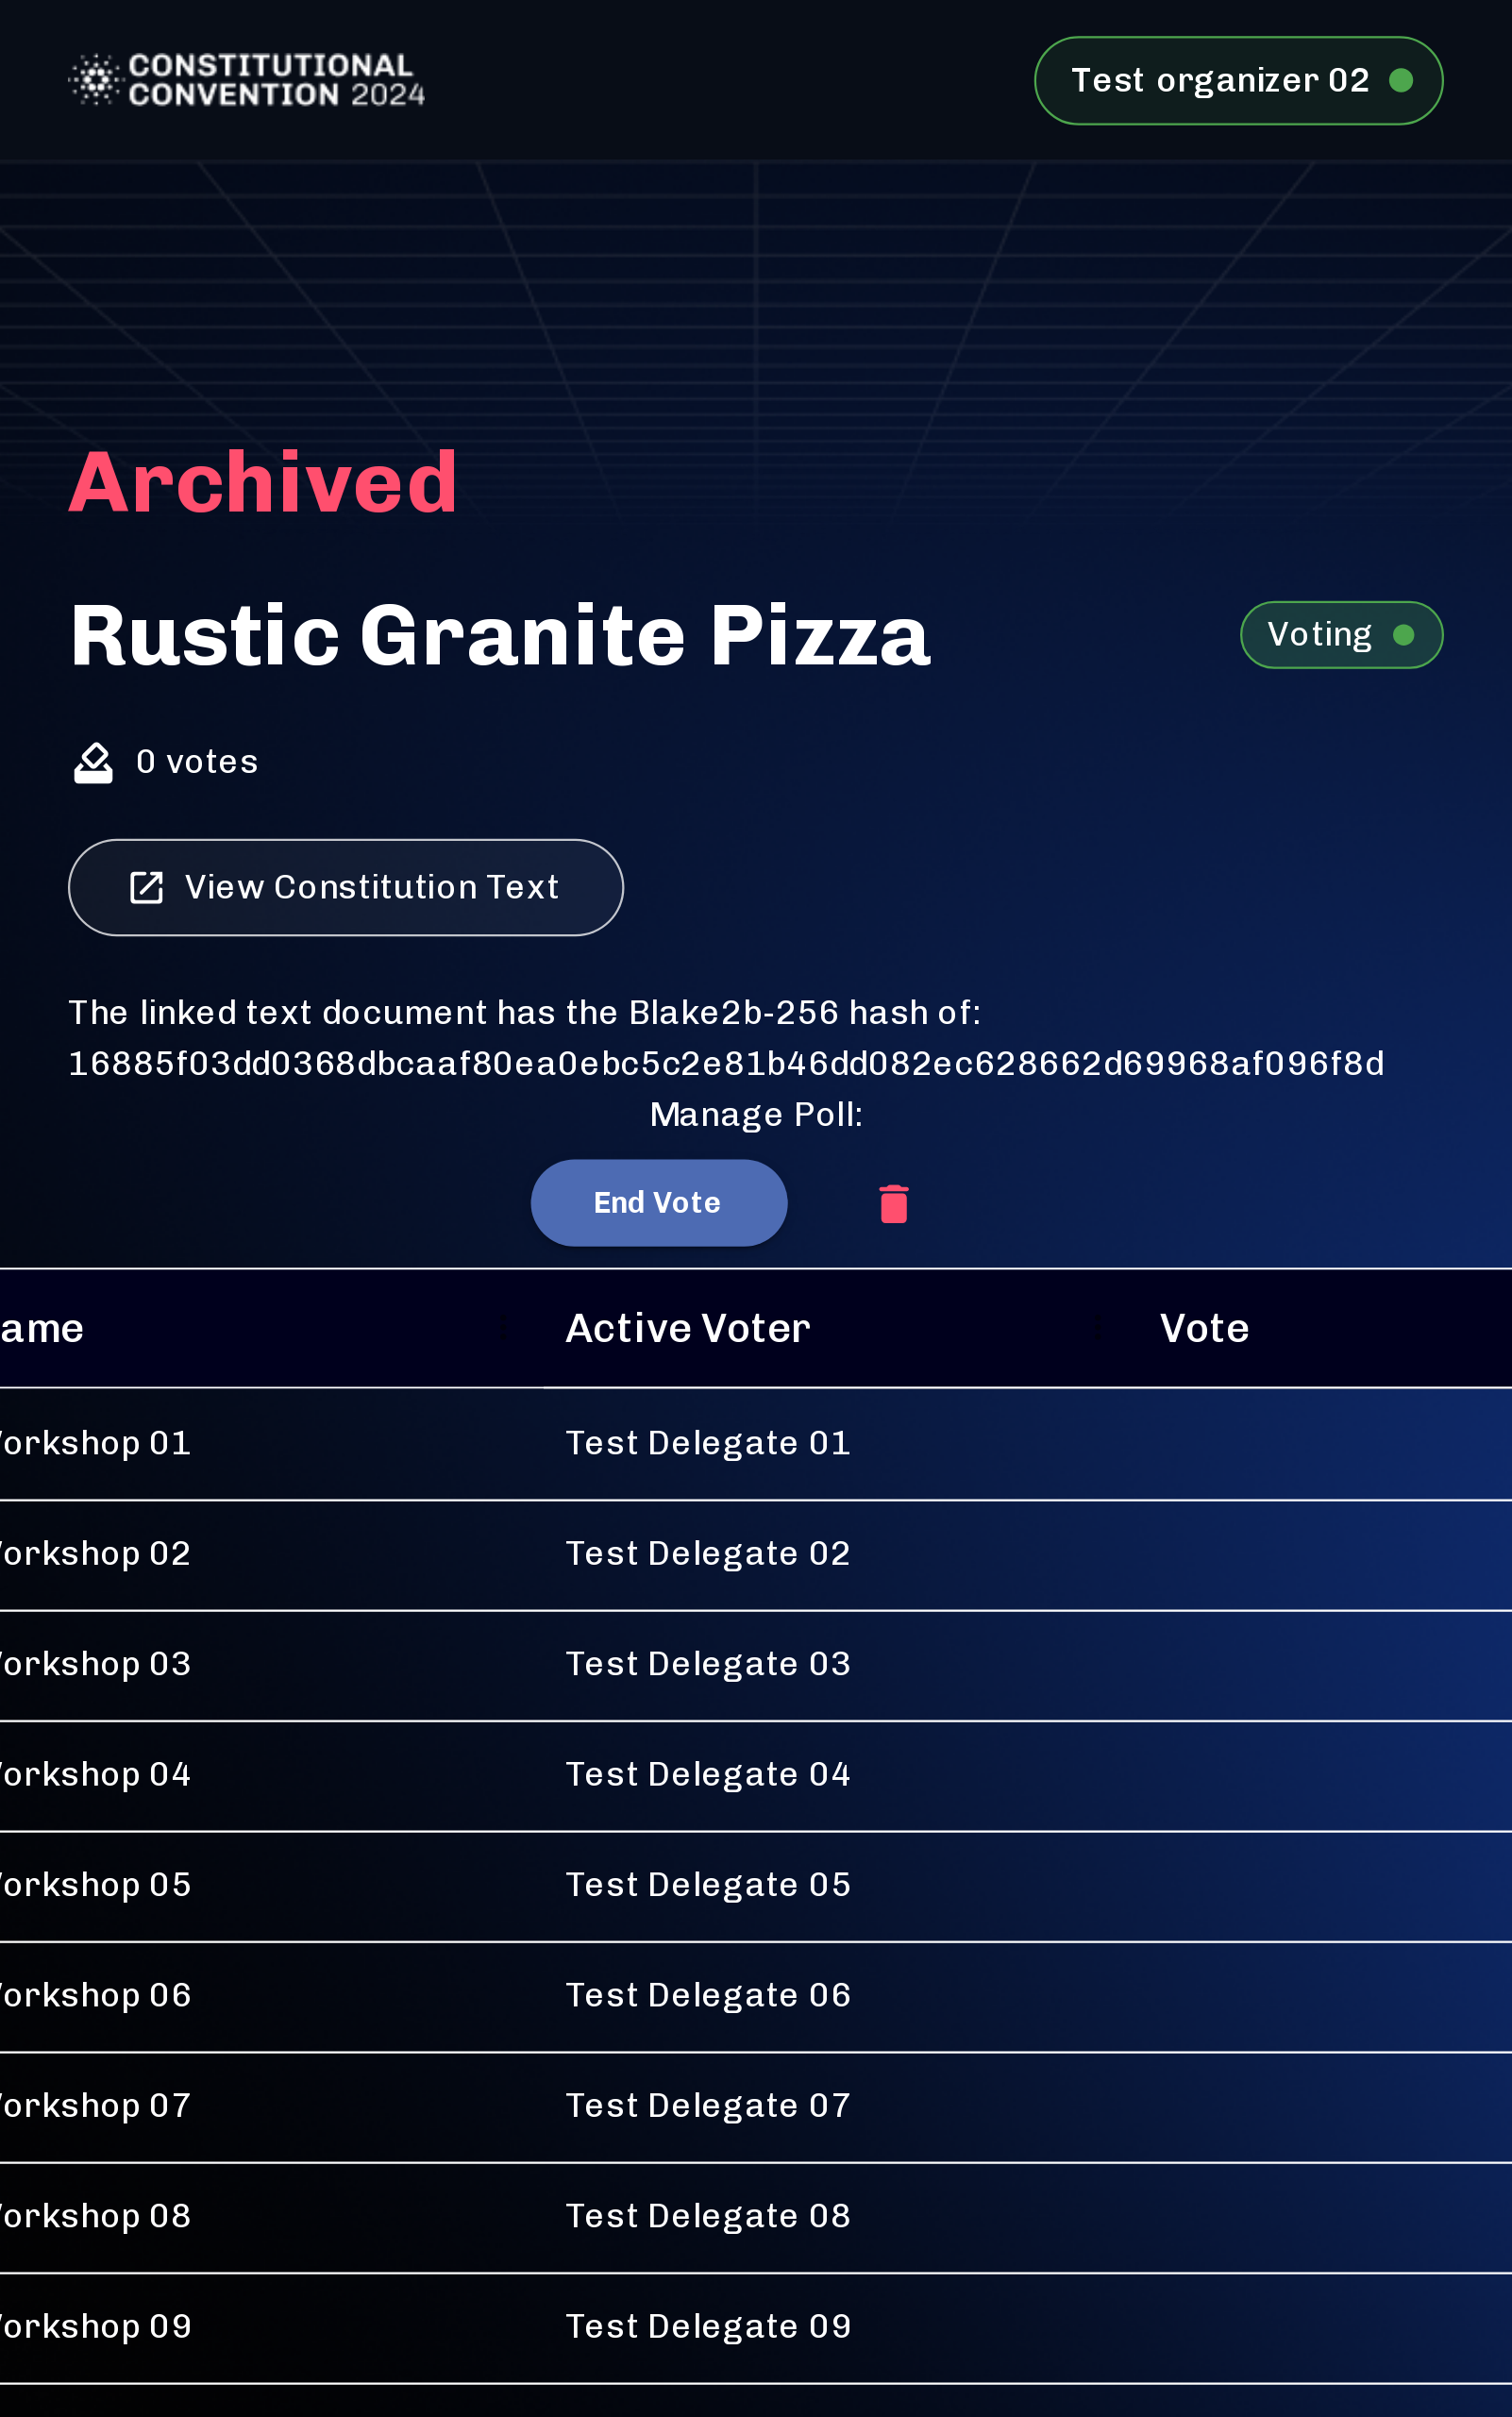 CONSTITUTIONAL
CONVENTION 2024
Test organizer 02
Archived
Rustic Granite Pizza
Voting
0 votes
View Constitution Text
The linked text document has the Blake2b-256 hash of:
16885f03dd0368dbcaaf80ea0ebc5c2e81b46dd082ec628662d69968af096f8d
Manage Poll:
End Vote
ame Active Voter Vote
orkshop 01 Test Delegate 01
orkshop 02 Test Delegate 02
orkshop 03 Test Delegate 03
orkshop 04 Test Delegate 04
orkshop 05 Test Delegate 05
orkshop 06 Test Delegate 06
orkshop 07 Test Delegate 07
orkshop 08 Test Delegate 08
orkshop 09 Test Delegate 09